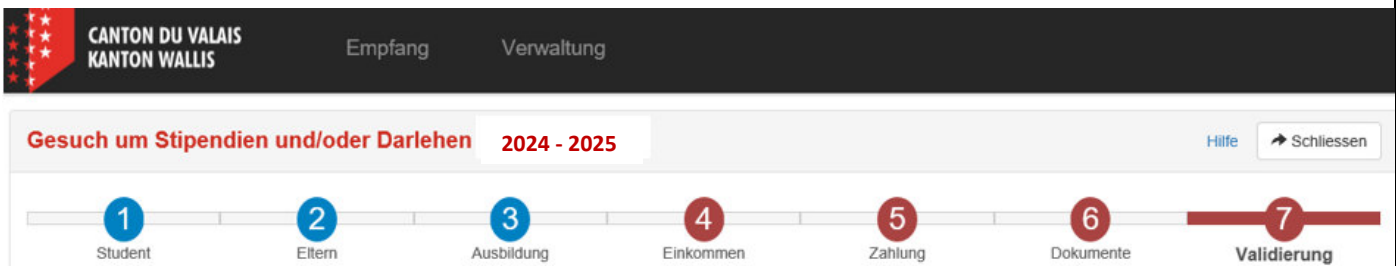 CANTON DU VALAIS
KANTON WALLIS
Empfang Verwaltung
Gesuch um Stipendien und/oder Darlehen 2024 - 2025
Hilfe Schliessen
1 2 3 4 5 6 7
Student Eltern Ausbildung Einkommen Zahlung Dokumente Validierung